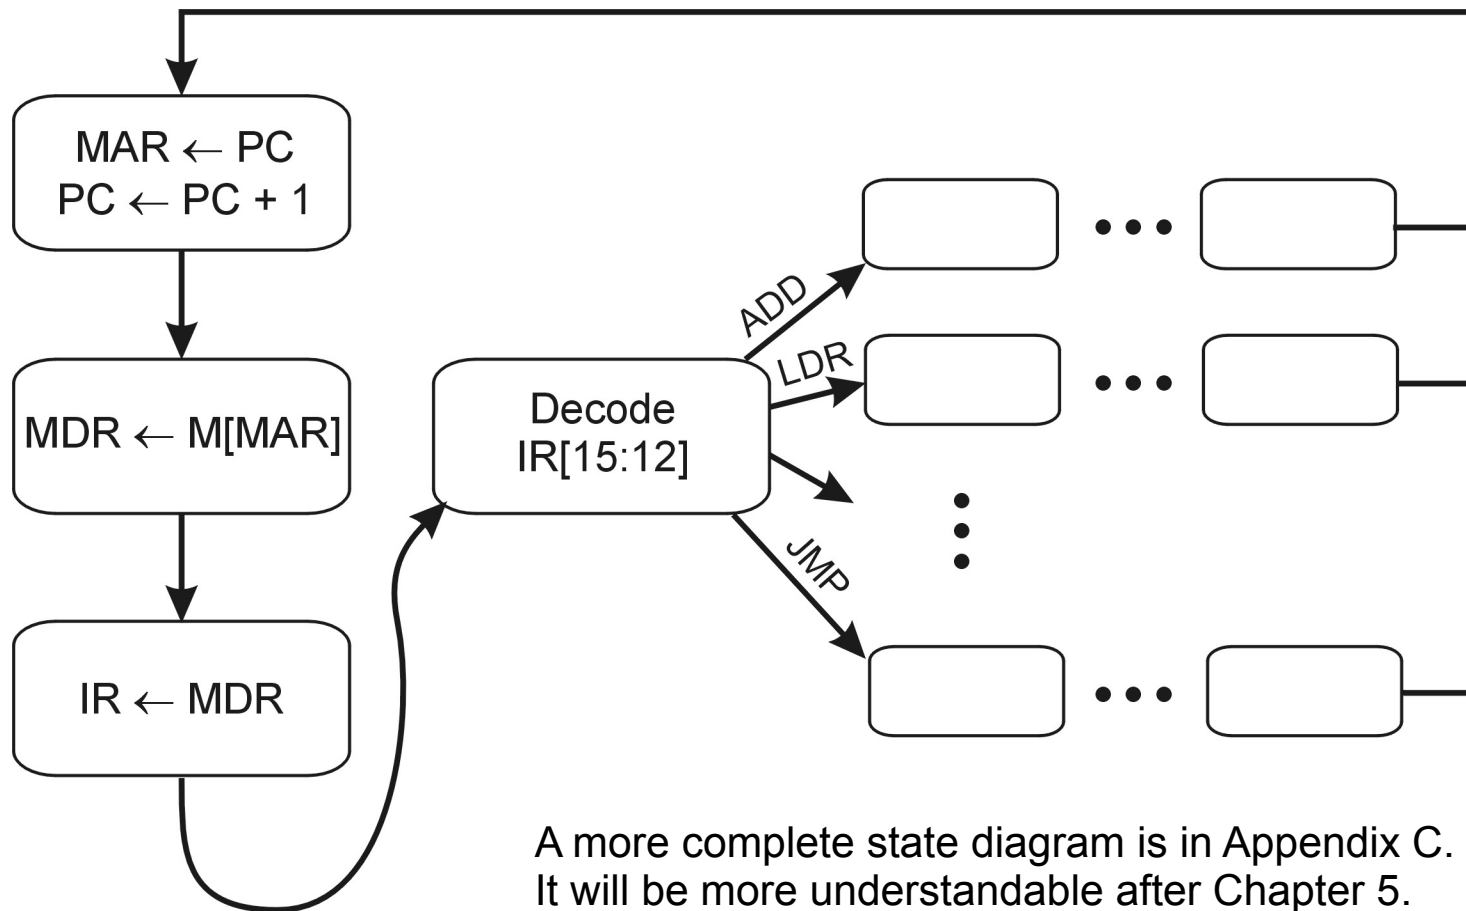 MAR ← PC
PC ← PC + 1
MDR ← M[MAR]
IR ← MDR
Decode
IR[15:12]
ADD
LDR
JMP
A more complete state diagram is in Appendix C.
It will be more understandable after Chapter 5.